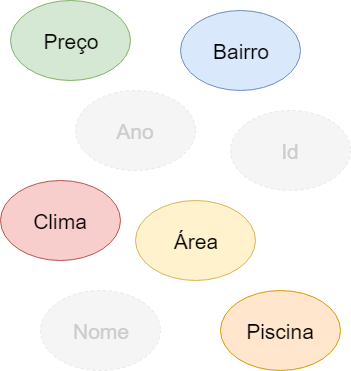 Preço
Bairro
Ano
Id
Clima
Área
Nome
Piscina